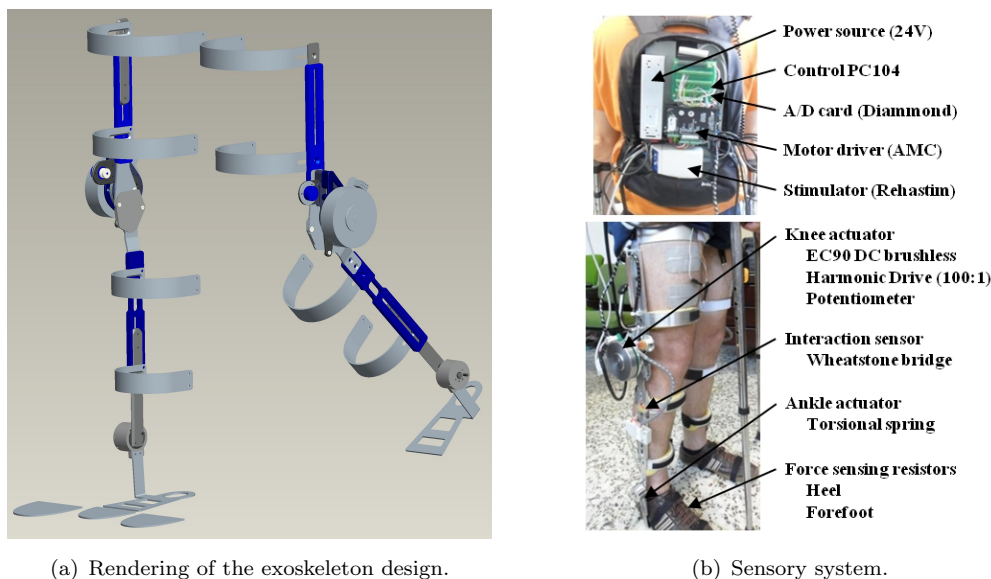 Power source (24V)
Control PC104
A/D card (Diammond)
Motor driver (AMC)
Stimulator (Rehastim)
Knee actuator
EC90 DC brushless
Harmonic Drive (100:1)
Potentiometer
Interaction sensor
Wheatstone bridge
Ankle actuator
Torsional spring
Force sensing resistors
Heel
Forefoot
(a) Rendering of the exoskeleton design.
(b) Sensory system.